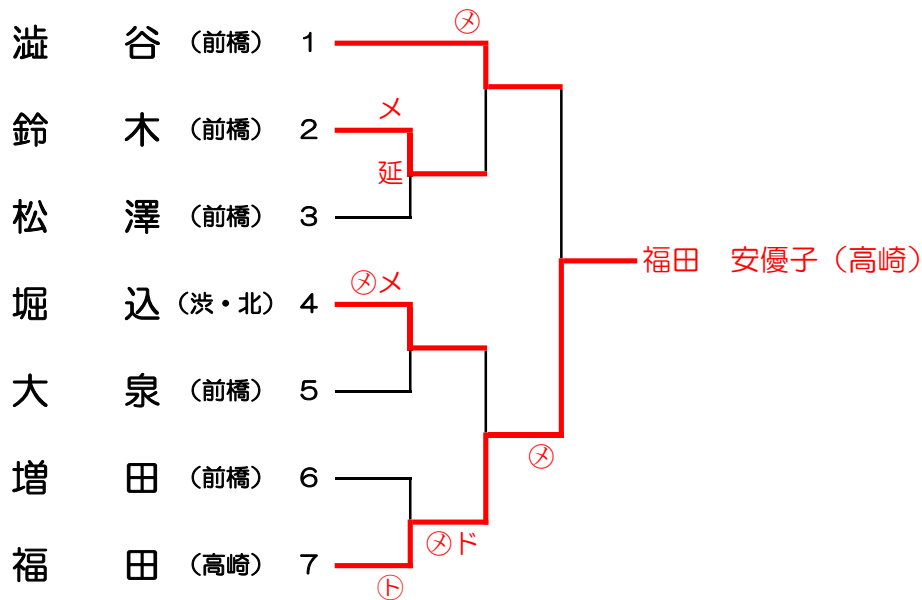 ㋱
澁谷（前橋）1
メ
鈴木（前橋）2
延
松澤（前橋）3
福田　安優子（高崎）
㋱メ
堀込（渋・北）4
大泉（前橋）5
㋱
増田（前橋）6
㋱ド
福田（高崎）7
㋣